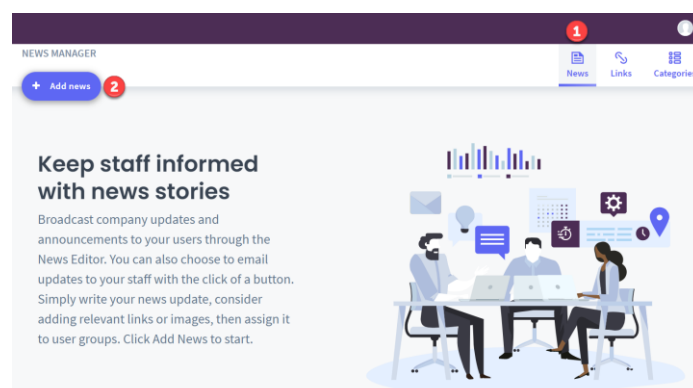 1
NEWS MANAGER
News
Links
Categories
+ Add news
2
Keep staff informed
with news stories
Broadcast company updates and
announcements to your users through the
News Editor. You can also choose to email
updates to your staff with the click of a button.
Simply write your news update, consider
adding relevant links or images, then assign it
to user groups. Click Add News to start.